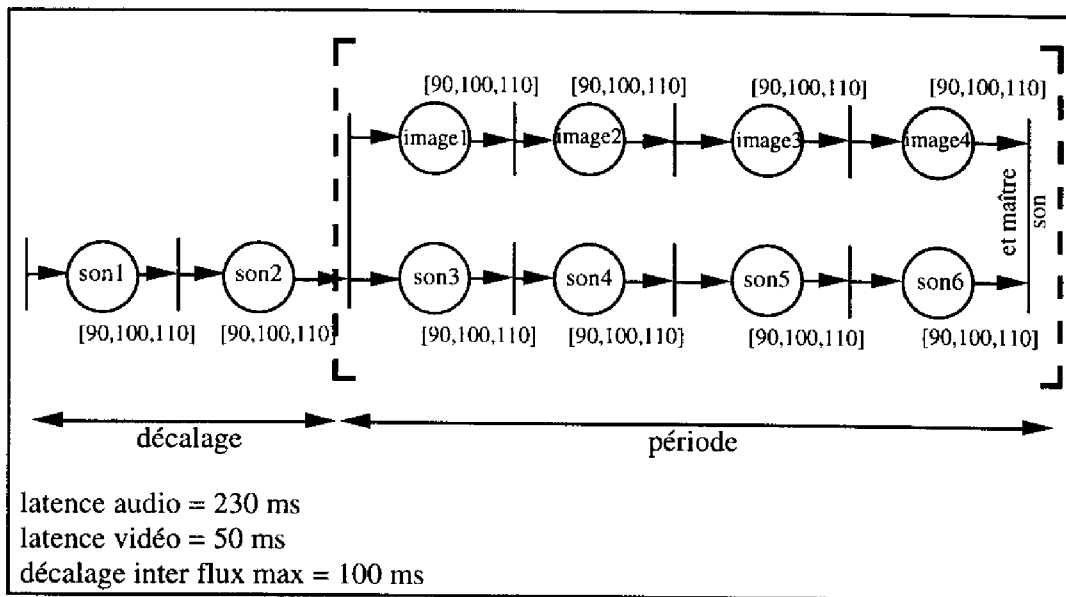 [90,100,110] [90,100,110] [90,100,110] [90,100,110]
image1 image2 image3 image4
et maître
son
son1 son2 son3 son4 son5 son6
[90,100,110] [90,100,110] [90,100,110] [90,100,110} [90,100,110] {90,100,110]
décalage période
latence audio = 230 ms
latence vidéo = 50 ms
décalage inter flux max = 100 ms